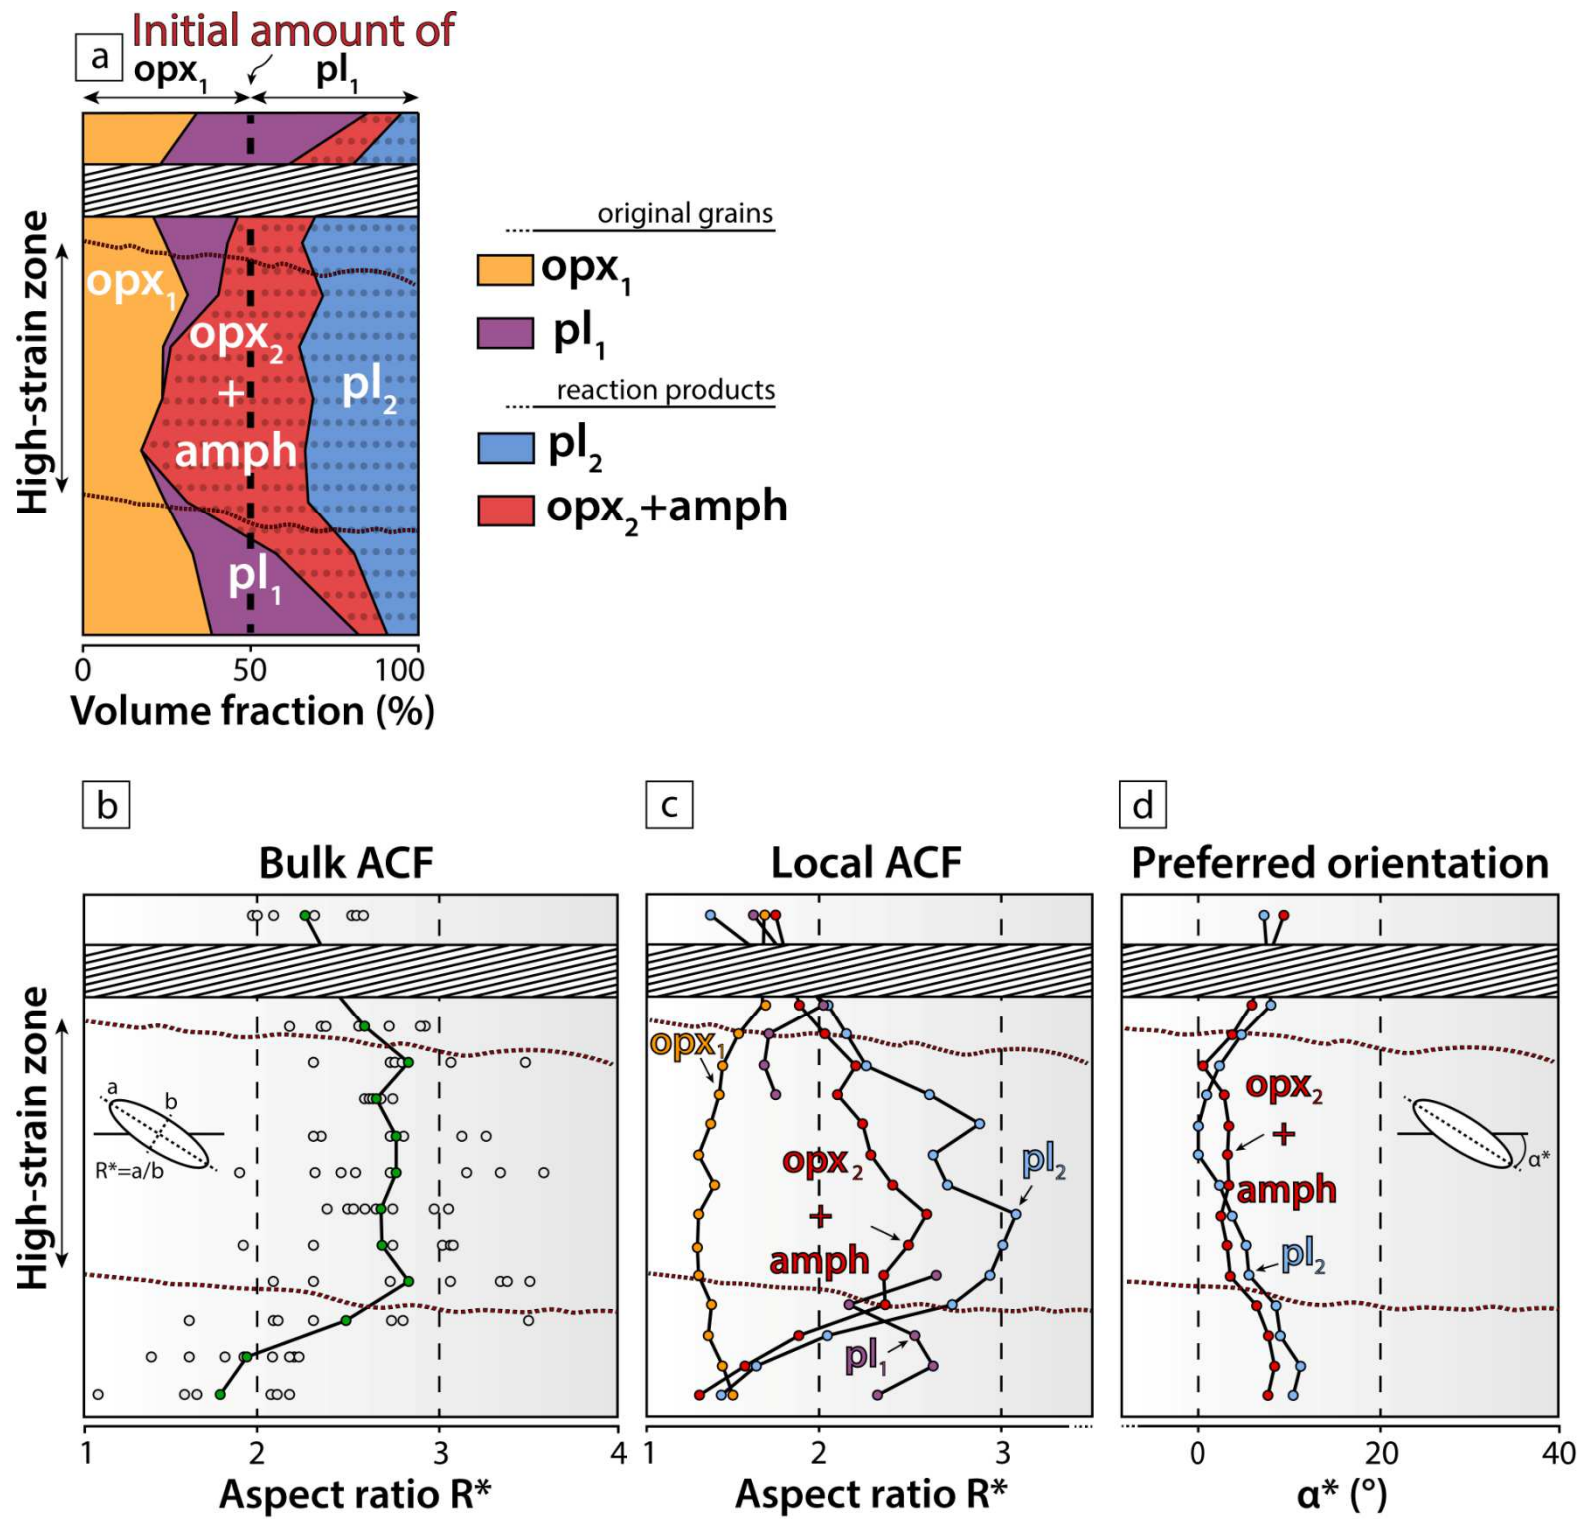 a
Initial amount of
opx₁ pl₁
High-strain zone
opx₁
opx₂
+
amph
pl₂
pl₁
0 50 100
Volume fraction (%)
original grains
opx₁
pl₁
reaction products
pl₂
opx₂+amph
b
Bulk ACF
High-strain zone
a
b
R*=a/b
1 2 3 4
Aspect ratio R*
c
Local ACF
opx₁
opx₂
+
amph
pl₂
pl₁
1 2 3
Aspect ratio R*
d
Preferred orientation
opx₂
+
amph
pl₂
α*
0 20 40
α* (°)